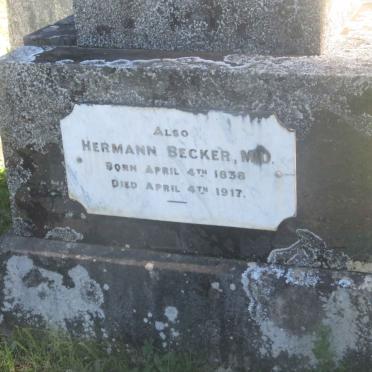 ALSO
HERMANN BECKER, M.D.
BORN APRIL 4TH 1838
DIED APRIL 4TH 1917.